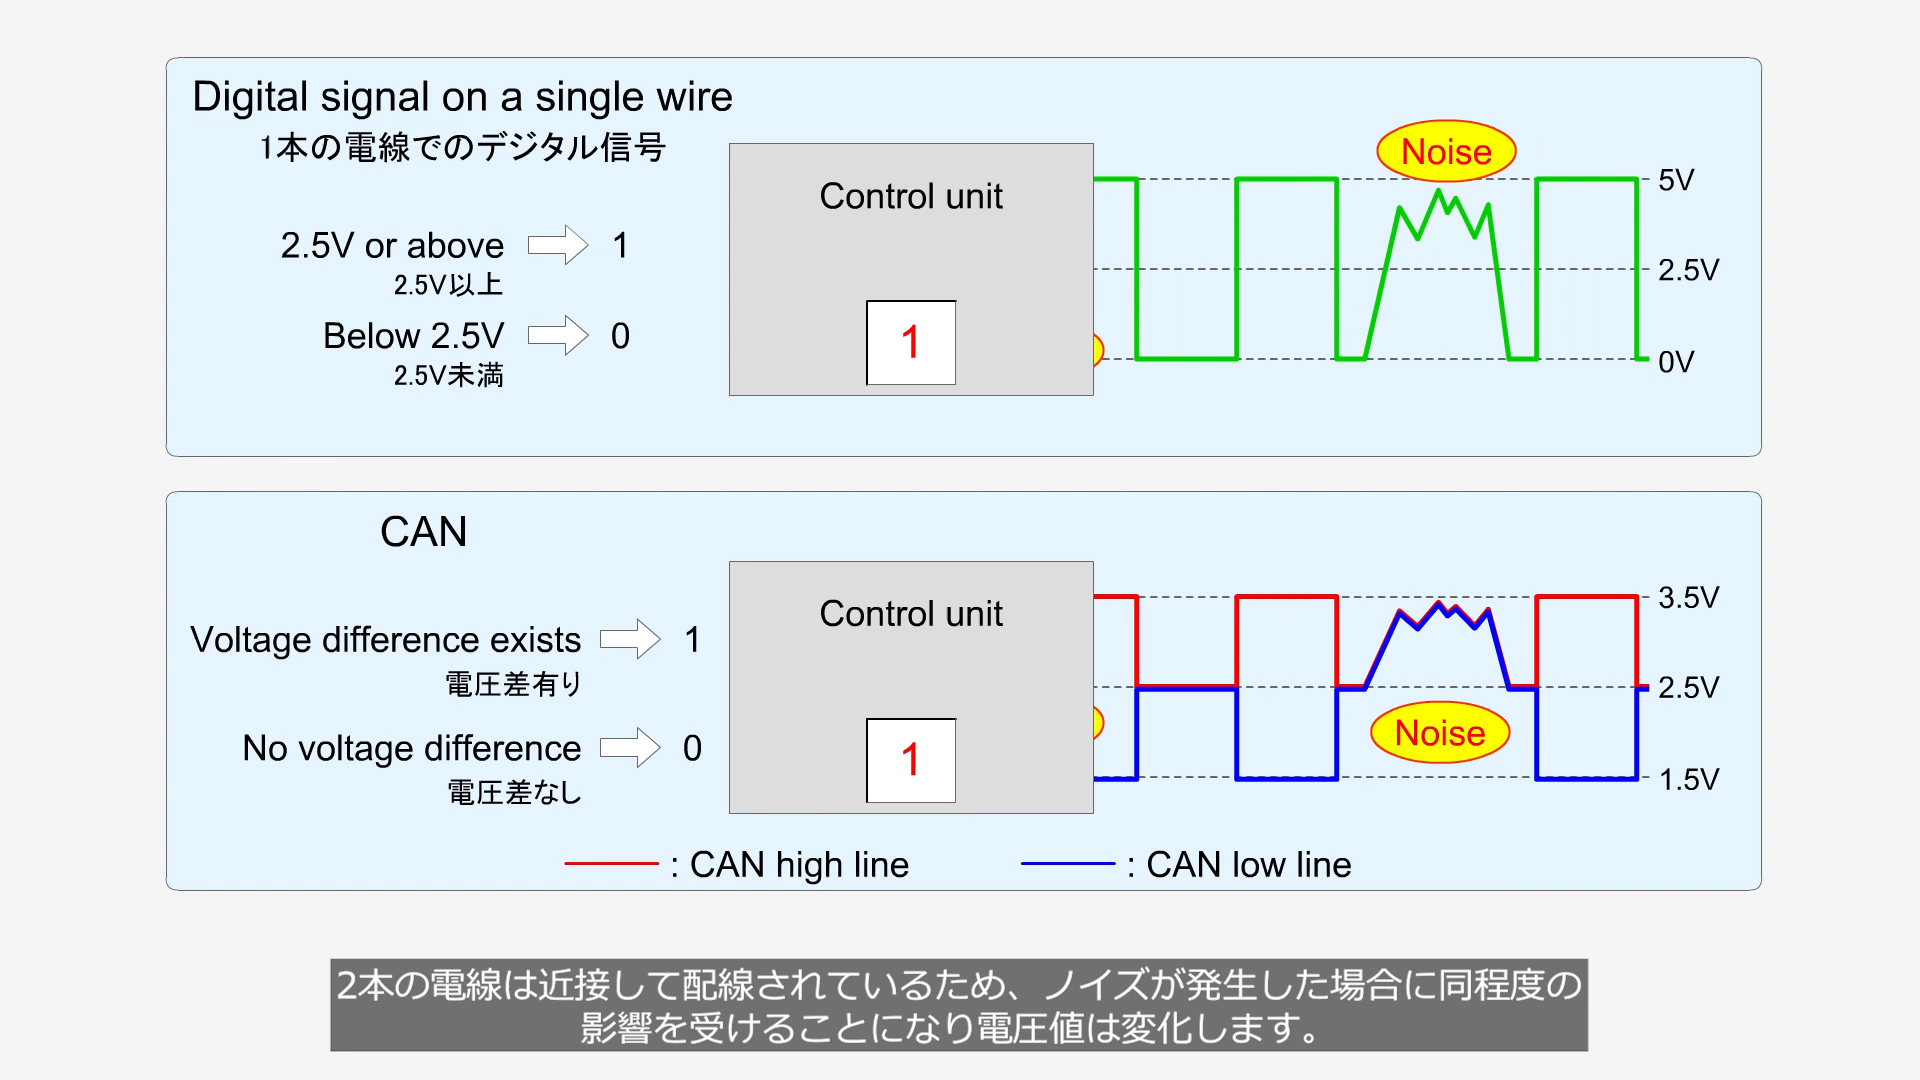 Digital signal on a single wire
1本の電線でのデジタル信号
2.5V or above 1
2.5V以上
Below 2.5V 0
2.5V未満
Control unit
1
Noise
5V
2.5V
0V
CAN
Voltage difference exists 1
電圧差有り
No voltage difference 0
電圧差なし
Control unit
1
Noise
3.5V
2.5V
1.5V
: CAN high line
: CAN low line
2本の電線は近接して配線されているため、ノイズが発生した場合に同程度の
影響を受けることになり電圧値は変化します。